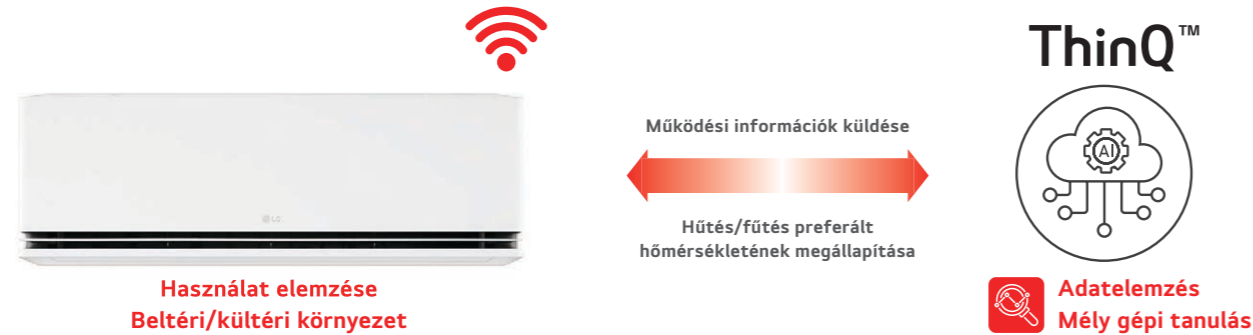 ThinQ™
Működési információk küldése
AI
LG
Hűtés/fűtés preferált
hőmérsékletének megállapítása
Használat elemzése
Beltéri/kültéri környezet
Adatelemzés
Mély gépi tanulás